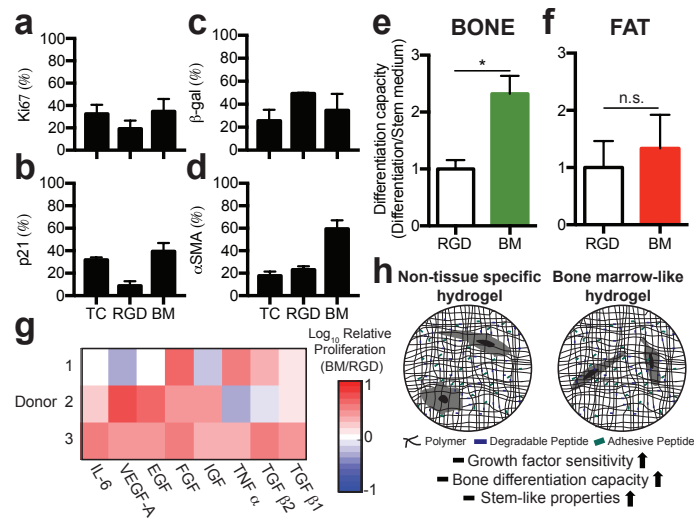 a
Ki67 (%)
100
80
60
40
20
0
b
p21 (%)
100
80
60
40
20
0
TC RGD BM
c
β-gal (%)
100
80
60
40
20
0
d
αSMA (%)
100
80
60
40
20
0
TC RGD BM
e
BONE
Differentiation capacity
(Differentiation/Stem medium)
3
2
1
0
*
RGD BM
f
FAT
3
2
1
0
n.s.
RGD BM
g
Donor
1
2
3
IL-6 VEGF-A EGF FGF IGF TNF α TGF β2 TGF β1
Log10 Relative
Proliferation
(BM/RGD)
1
0
-1
h
Non-tissue specific
hydrogel
Bone marrow-like
hydrogel
Polymer Degradable Peptide Adhesive Peptide
Growth factor sensitivity ⬆
Bone differentiation capacity ⬆
Stem-like properties ⬆